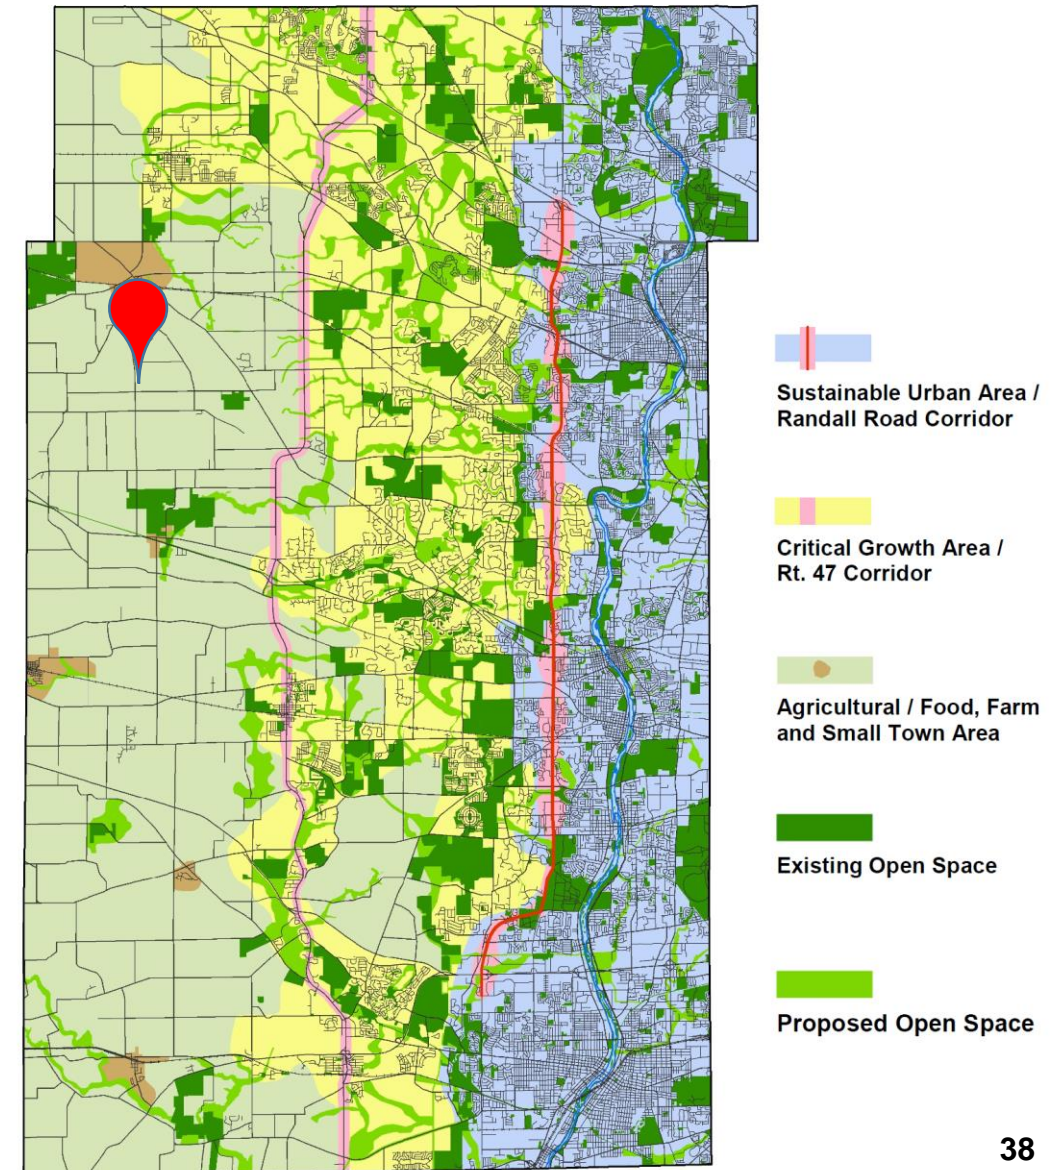 Sustainable Urban Area /
Randall Road Corridor
Critical Growth Area /
Rt. 47 Corridor
Agricultural / Food, Farm
and Small Town Area
Existing Open Space
Proposed Open Space
38